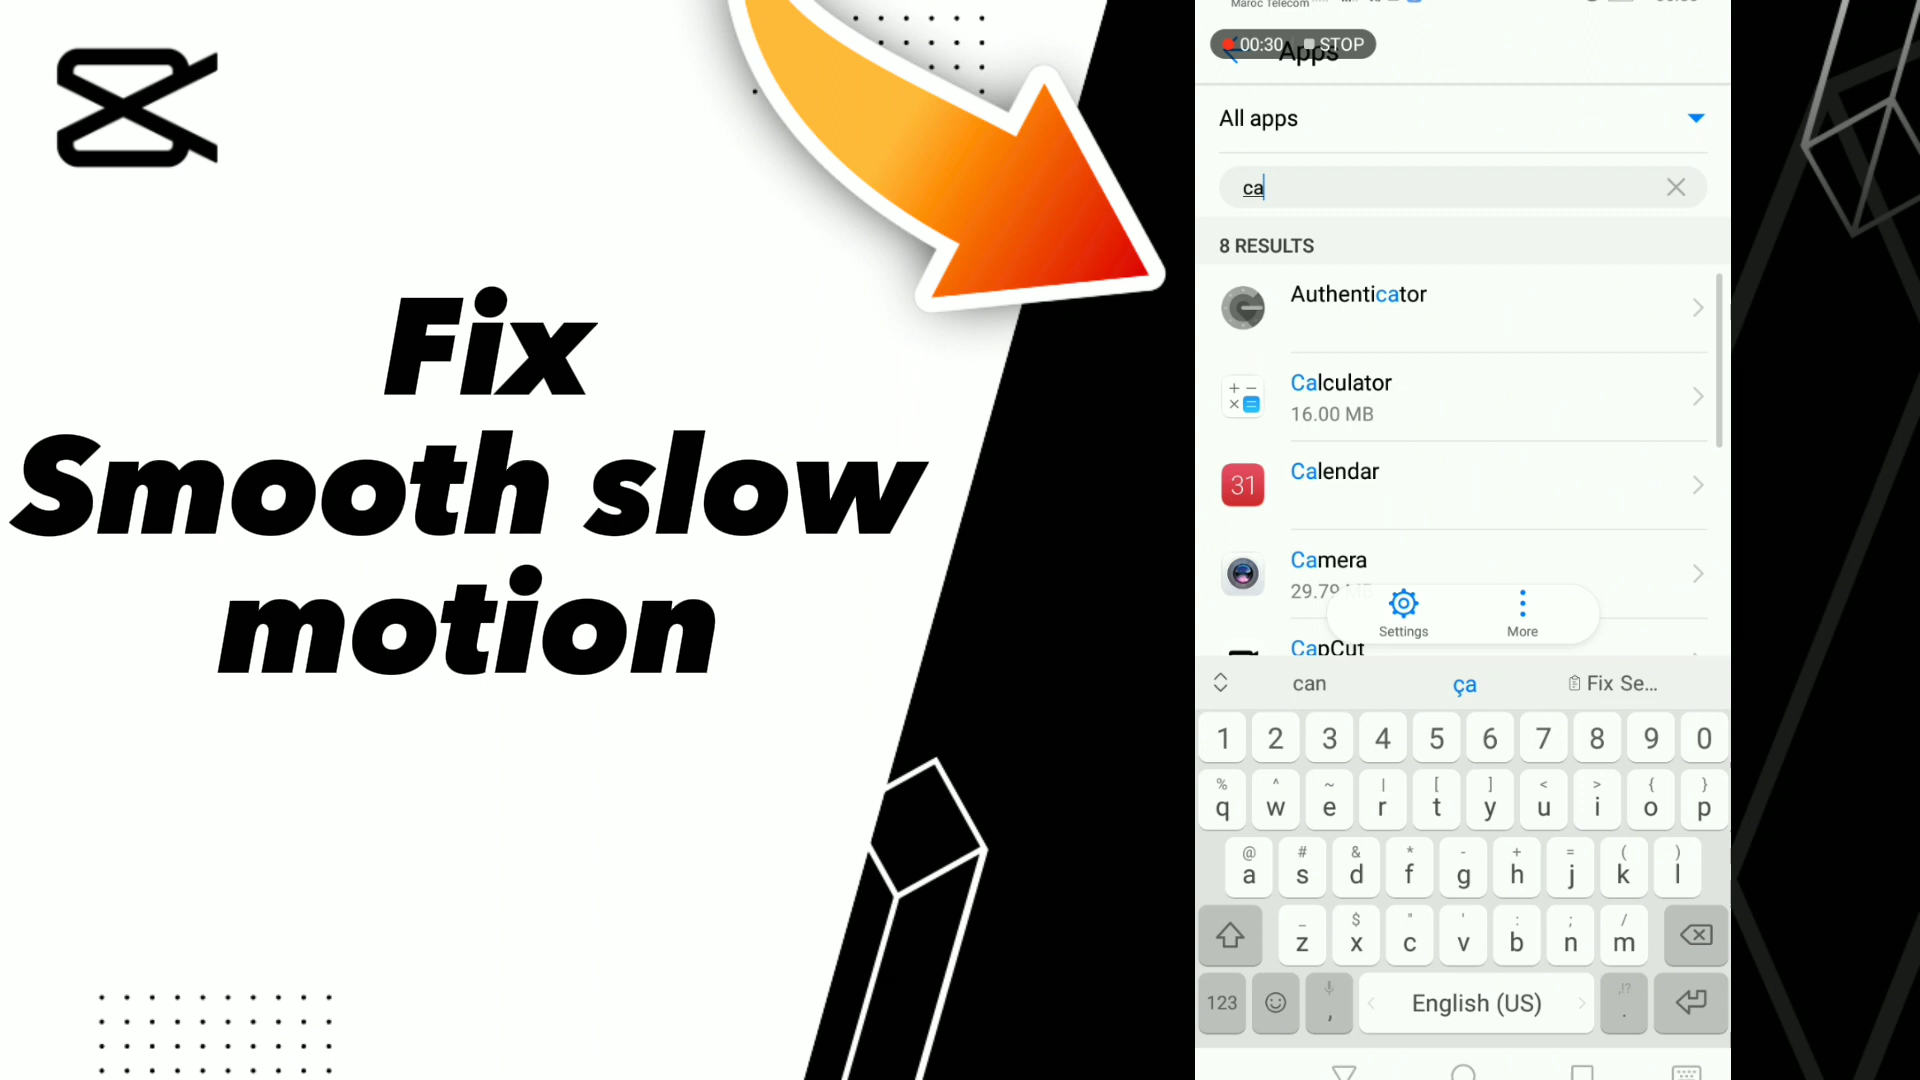 Fix
Smooth slow
motion
Maroc Telecom
00:30 STOP
Apps
All apps
ca
8 RESULTS
Authenticator
Calculator
16.00 MB
Calendar
31
Camera
Settings
More
CapCut
can
ça
Fix Se...
1 2 3 4 5 6 7 8 9 0
% ^ ~ | [ ] < > { }
q w e r t y u i o p
@ # & * - + = ( )
a s d f g h j k l
_ $ " ' : ; /
z x c v b n m
,!?
123 , English (US) .